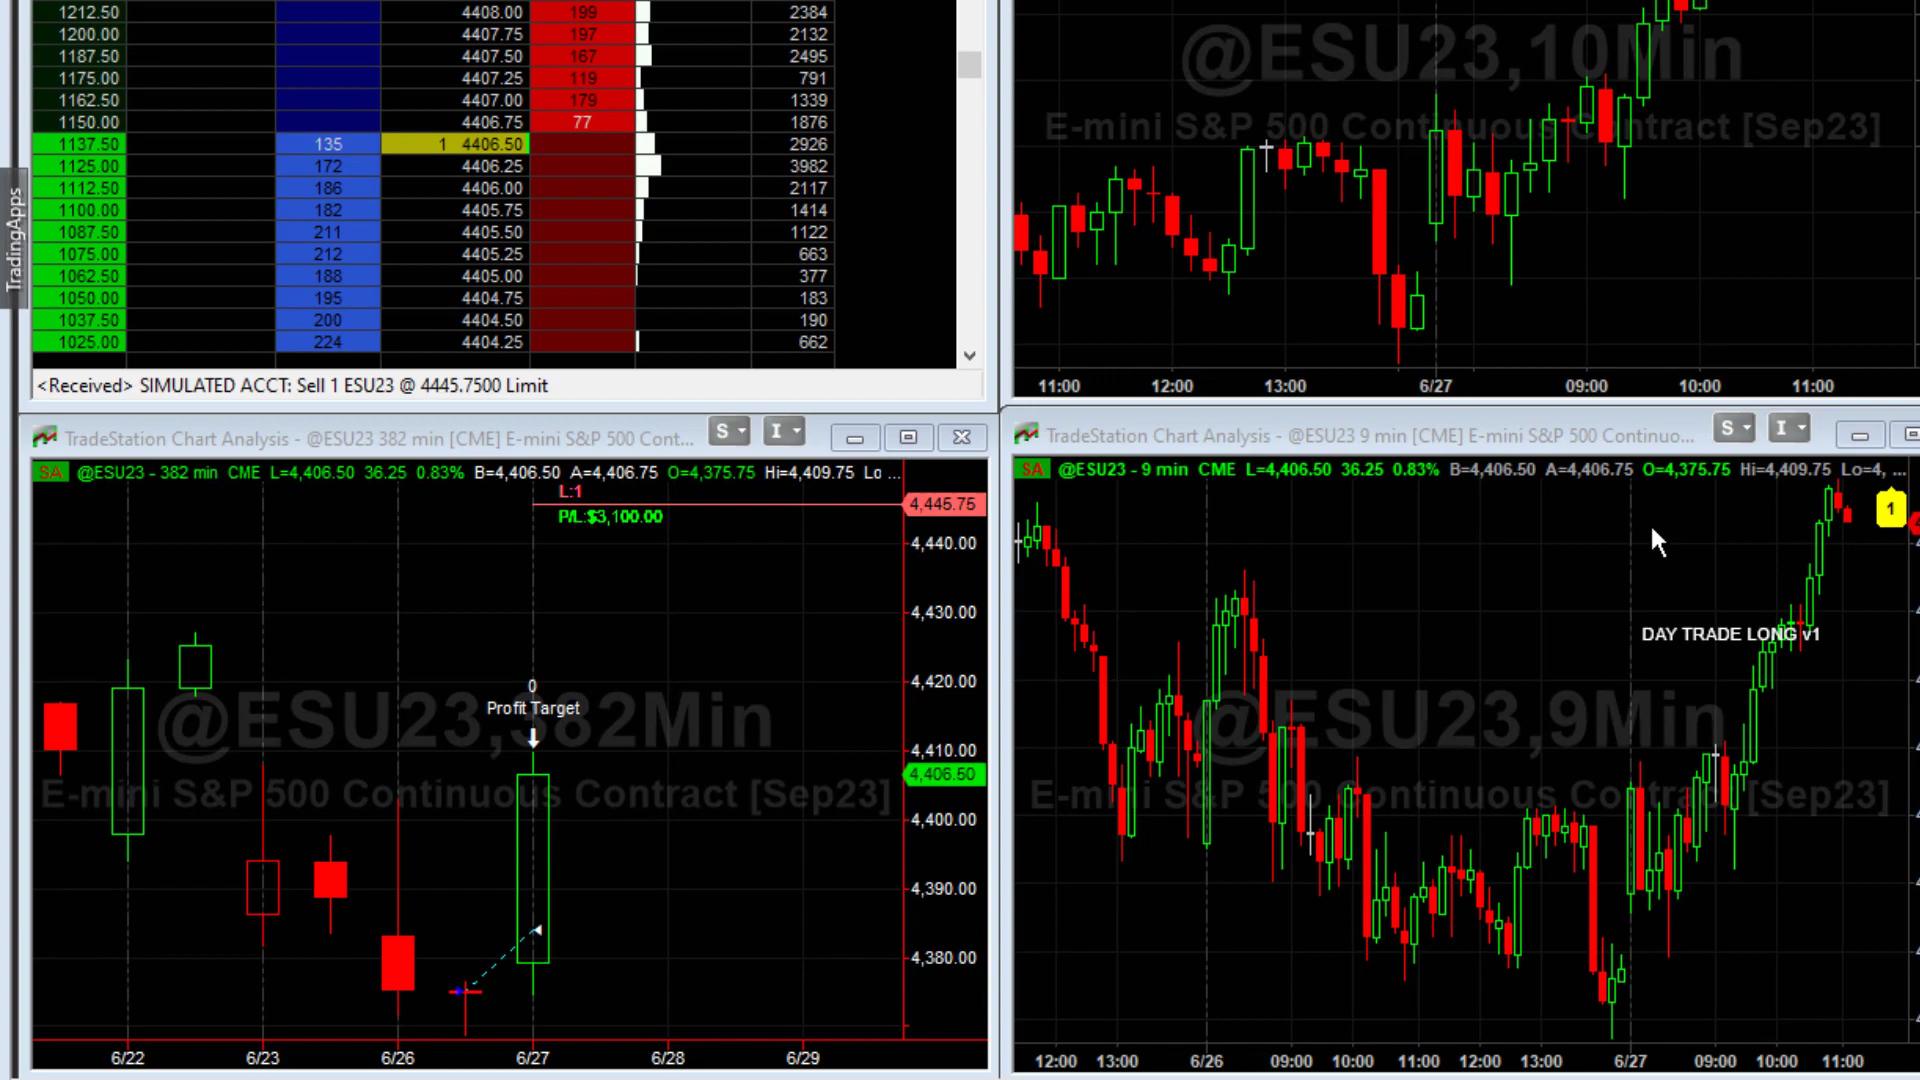 1212.50 4408.00 199 2384
1200.00 4407.75 197 2132
1187.50 4407.50 167 2495
1175.00 4407.25 119 791
1162.50 4407.00 179 1339
1150.00 4406.75 77 1876
1137.50 135 1 4406.50 2926
1125.00 172 4406.25 3982
1112.50 186 4406.00 2117
1100.00 182 4405.75 1414
1087.50 211 4405.50 1122
1075.00 212 4405.25 663
1062.50 188 4405.00 377
1050.00 195 4404.75 183
1037.50 200 4404.50 190
1025.00 224 4404.25 662
TradingApps
<Received> SIMULATED ACCT: Sell 1 ESU23 @ 4445.7500 Limit
@ESU23,10Min
E-mini S&P 500 Continuous Contract [Sep23]
11:00 12:00 13:00 6/27 09:00 10:00 11:00
TradeStation Chart Analysis - @ESU23 382 min [CME] E-mini S&P 500 Cont...
S I
SA @ESU23 - 382 min CME L=4,406.50 36.25 0.83% B=4,406.50 A=4,406.75 O=4,375.75 Hi=4,409.75 Lo ...
L:1
P/L:$3,100.00
4,445.75
4,440.00
4,430.00
4,420.00
4,410.00
4,406.50
4,400.00
4,390.00
4,380.00
0
Profit Target
@ESU23,382Min
E-mini S&P 500 Continuous Contract [Sep23]
6/22 6/23 6/26 6/27 6/28 6/29
TradeStation Chart Analysis - @ESU23 9 min [CME] E-mini S&P 500 Continuo...
S I
SA @ESU23 - 9 min CME L=4,406.50 36.25 0.83% B=4,406.50 A=4,406.75 O=4,375.75 Hi=4,409.75 Lo=4, ...
1
DAY TRADE LONG v1
@ESU23,9Min
E-mini S&P 500 Continuous Contract [Sep23]
12:00 13:00 6/26 09:00 10:00 11:00 12:00 13:00 6/27 09:00 10:00 11:00